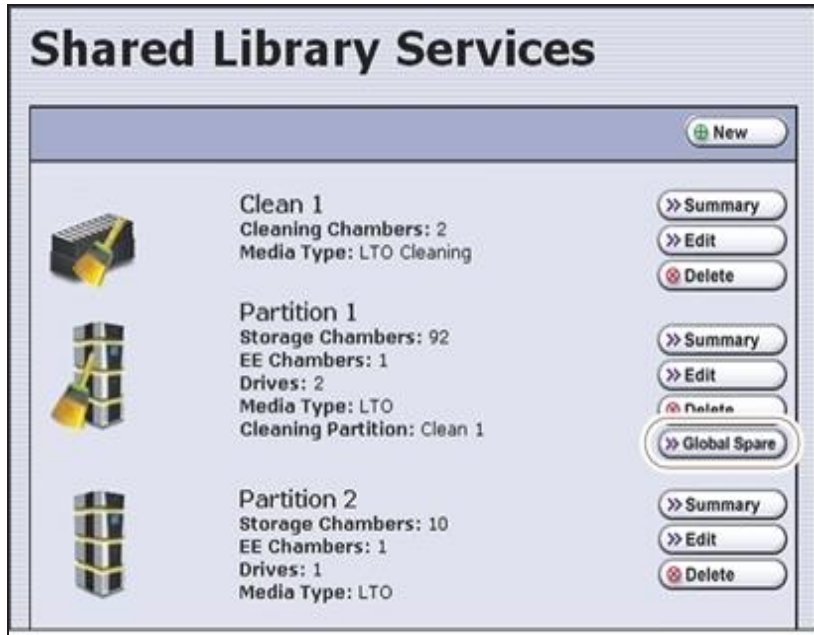 Shared Library Services
New
Clean 1
Cleaning Chambers: 2
Media Type: LTO Cleaning
Summary
Edit
Delete
Partition 1
Storage Chambers: 92
EE Chambers: 1
Drives: 2
Media Type: LTO
Cleaning Partition: Clean 1
Summary
Edit
Delete
Global Spare
Partition 2
Storage Chambers: 10
EE Chambers: 1
Drives: 1
Media Type: LTO
Summary
Edit
Delete